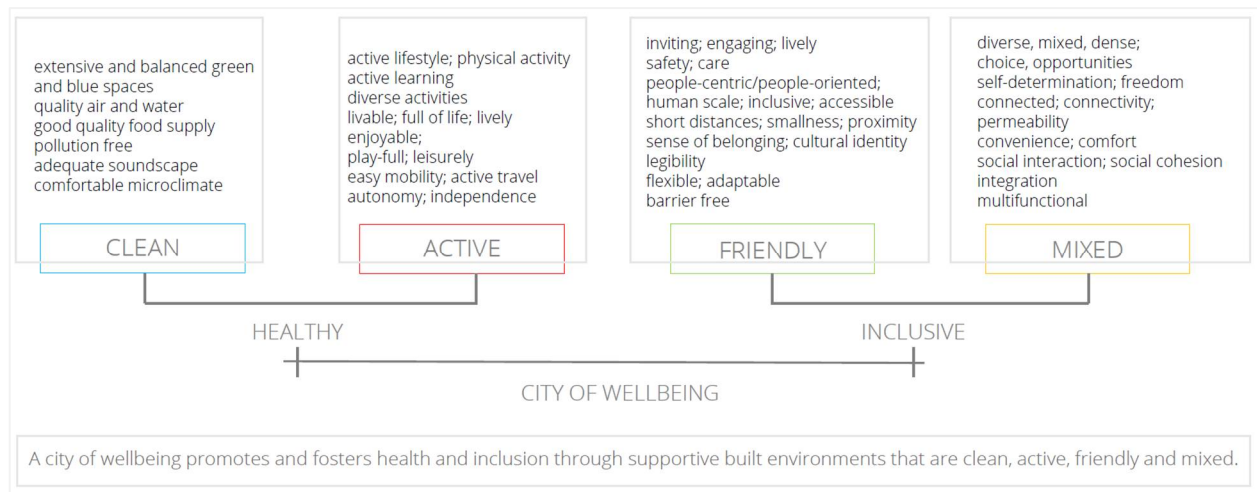 extensive and balanced green
and blue spaces
quality air and water
good quality food supply
pollution free
adequate soundscape
comfortable microclimate
CLEAN
active lifestyle; physical activity
active learning
diverse activities
livable; full of life; lively
enjoyable;
play-full; leisurely
easy mobility; active travel
autonomy; independence
ACTIVE
inviting; engaging; lively
safety; care
people-centric/people-oriented;
human scale; inclusive; accessible
short distances; smallness; proximity
sense of belonging; cultural identity
legibility
flexible; adaptable
barrier free
FRIENDLY
diverse, mixed, dense;
choice, opportunities
self-determination; freedom
connected; connectivity;
permeability
convenience; comfort
social interaction; social cohesion
integration
multifunctional
MIXED
HEALTHY
INCLUSIVE
CITY OF WELLBEING
A city of wellbeing promotes and fosters health and inclusion through supportive built environments that are clean, active, friendly and mixed.